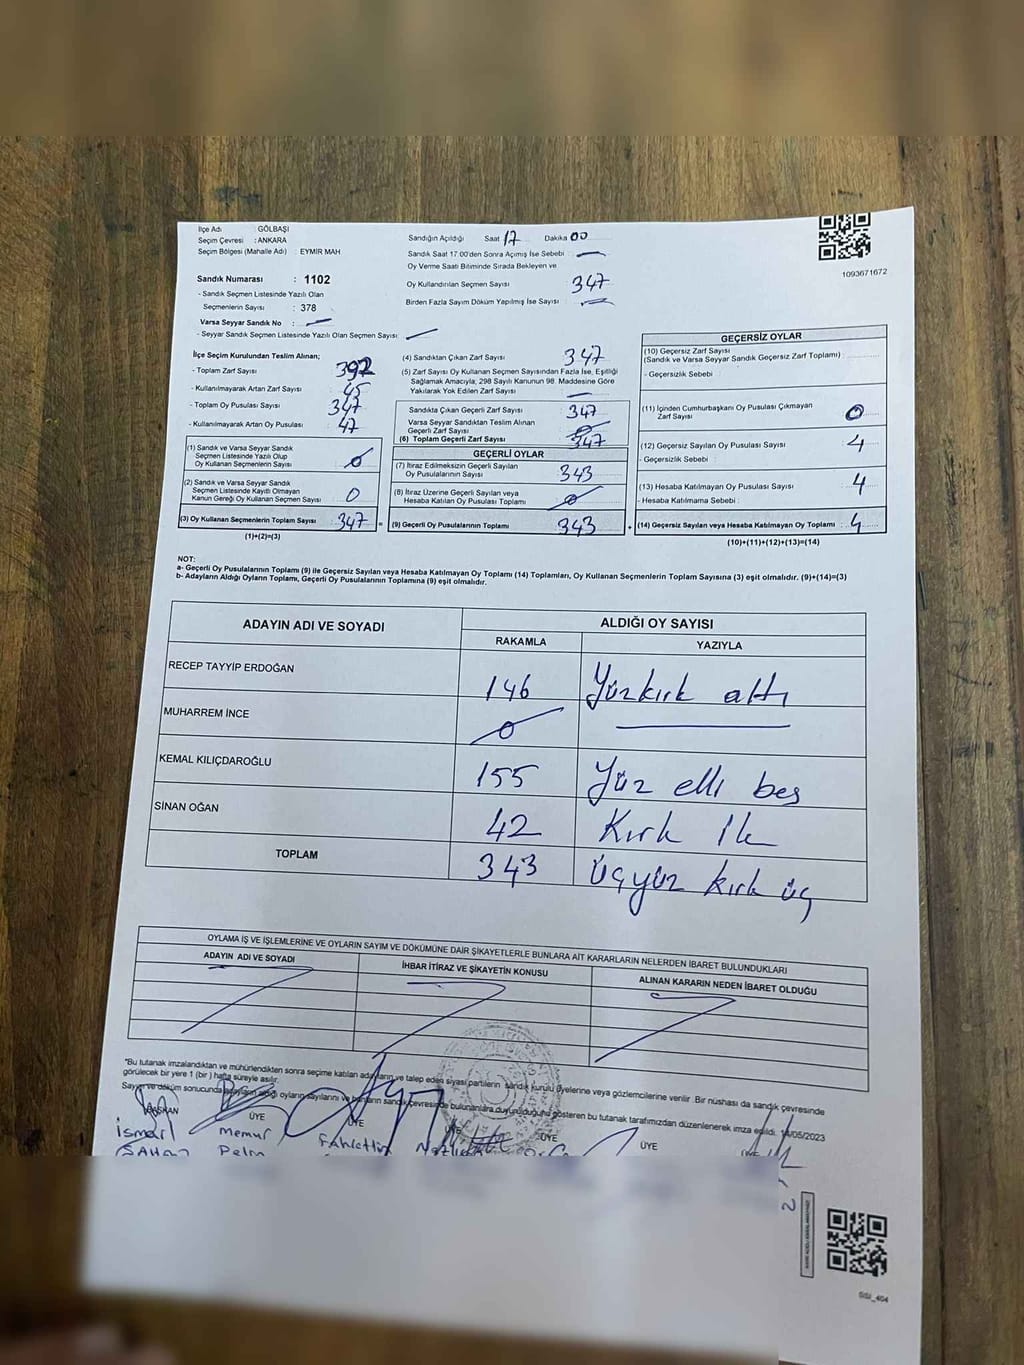 İlçe Adı : GÖLBAŞI
Seçim Çevresi : ANKARA
Seçim Bölgesi (Mahalle Adı) : EYMİR MAH
Sandık Numarası : 1102
- Sandık Seçmen Listesinde Yazılı Olan
Seçmenlerin Sayısı : 378
Varsa Seyyar Sandık No :
- Seyyar Sandık Seçmen Listesinde Yazılı Olan Seçmen Sayısı:
Sandığın Açıldığı Saat 17 Dakika 00
Sandık Saat 17:00'den Sonra Açımış İse Sebebi :
Oy Verme Saati Bitiminde Sırada Bekleyen ve
Oy Kullandırılan Seçmen Sayısı : 347
Birden Fazla Sayım Döküm Yapılmış İse Sayısı :
1093671672
İlçe Seçim Kurulundan Teslim Alınan;
- Toplam Zarf Sayısı : 392
- Kullanılmayarak Artan Zarf Sayısı : 45
- Toplam Oy Pusulası Sayısı : 347
- Kullanılmayarak Artan Oy Pusulası : 47
(1) Sandık ve Varsa Seyyar Sandık
Seçmen Listesinde Yazılı Olup
Oy Kullanan Seçmenlerin Sayısı : 0
(2) Sandık ve Varsa Seyyar Sandık
Seçmen Listesinde Kayıtlı Olmayan
Kanun Gereği Oy Kullanan Seçmen Sayısı : 0
(3) Oy Kullanan Seçmenlerin Toplam Sayısı : 347 =
(1)+(2)=(3)
(4) Sandıktan Çıkan Zarf Sayısı : 347
(5) Zarf Sayısı Oy Kullanan Seçmen Sayısından Fazla İse, Eşitliği
Sağlamak Amacıyla; 298 Sayılı Kanunun 98. Maddesine Göre
Yakılarak Yok Edilen Zarf Sayısı :
Sandıkta Çıkan Geçerli Zarf Sayısı : 347
Varsa Seyyar Sandıktan Teslim Alınan
Geçerli Zarf Sayısı : 0
(6) Toplam Geçerli Zarf Sayısı : 347
GEÇERLİ OYLAR
(7) İtiraz Edilmeksizin Geçerli Sayılan
Oy Pusulalarının Sayısı : 343
(8) İtiraz Üzerine Geçerli Sayılan veya
Hesaba Katılan Oy Pusulası Toplamı : 0
(9) Geçerli Oy Pusulalarının Toplamı : 343 +
GEÇERSİZ OYLAR
(10) Geçersiz Zarf Sayısı
(Sandık ve Varsa Seyyar Sandık Geçersiz Zarf Toplamı) :
- Geçersizlik Sebebi :
(11) İçinden Cumhurbaşkanı Oy Pusulası Çıkmayan
Zarf Sayısı : 0
(12) Geçersiz Sayılan Oy Pusulası Sayısı : 4
- Geçersizlik Sebebi :
(13) Hesaba Katılmayan Oy Pusulası Sayısı : 4
- Hesaba Katılmama Sebebi :
(14) Geçersiz Sayılan veya Hesaba Katılmayan Oy Toplamı : 4
(10)+(11)+(12)+(13)=(14)
NOT:
a- Geçerli Oy Pusulalarının Toplamı (9) ile Geçersiz Sayılan veya Hesaba Katılmayan Oy Toplamı (14) Toplamları, Oy Kullanan Seçmenlerin Toplam Sayısına (3) eşit olmalıdır. (9)+(14)=(3)
b- Adayların Aldığı Oyların Toplamı, Geçerli Oy Pusulalarının Toplamına (9) eşit olmalıdır.
ADAYIN ADI VE SOYADI ALDIĞI OY SAYISI
RAKAMLA YAZIYLA
RECEP TAYYİP ERDOĞAN 146 Yüzkırk altı
MUHARREM İNCE 0
KEMAL KILIÇDAROĞLU 155 Yüz elli beş
SİNAN OĞAN 42 Kırk İk
TOPLAM 343 Üçyüz kırk üç
OYLAMA İŞ VE İŞLEMLERİNE VE OYLARIN SAYIM VE DÖKÜMÜNE DAİR ŞİKAYETLERLE BUNLARA AİT KARARLARIN NELERDEN İBARET BULUNDUKLARI
ADAYIN ADI VE SOYADI İHBAR İTİRAZ VE ŞİKAYETİN KONUSU ALINAN KARARIN NEDEN İBARET OLDUĞU
*Bu tutanak imzalandıktan ve mühürlendikten sonra seçime katılan adayların ve talep eden siyasi partilerin sandık kurulu üyelerine veya gözlemcilerine verilir. Bir nüshası da sandık çevresinde
görülecek bir yere 1 (bir) hafta süreyle asılır.
Sayım ve döküm sonucunda adayların aldığı oyların sayılarını ve bunların sandık çevresinde bulunanlara duyurulduğunu gösteren bu tutanak tarafımızdan düzenlenerek imza edildi. 14/05/2023
BAŞKAN ÜYE ÜYE ÜYE ÜYE ÜYE ÜYE
İsmail Memur Fahrettin